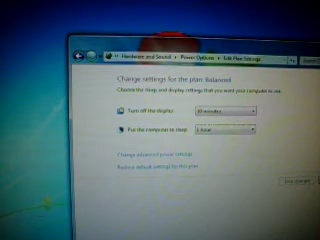 Hardware and Sound ▸ Power Options ▸ Edit Plan Settings
Change settings for the plan: Balanced
Choose the sleep and display settings that you want your computer to use.
Turn off the display: 30 minutes
Put the computer to sleep: 1 hour
Change advanced power settings
Restore default settings for this plan
Save changes